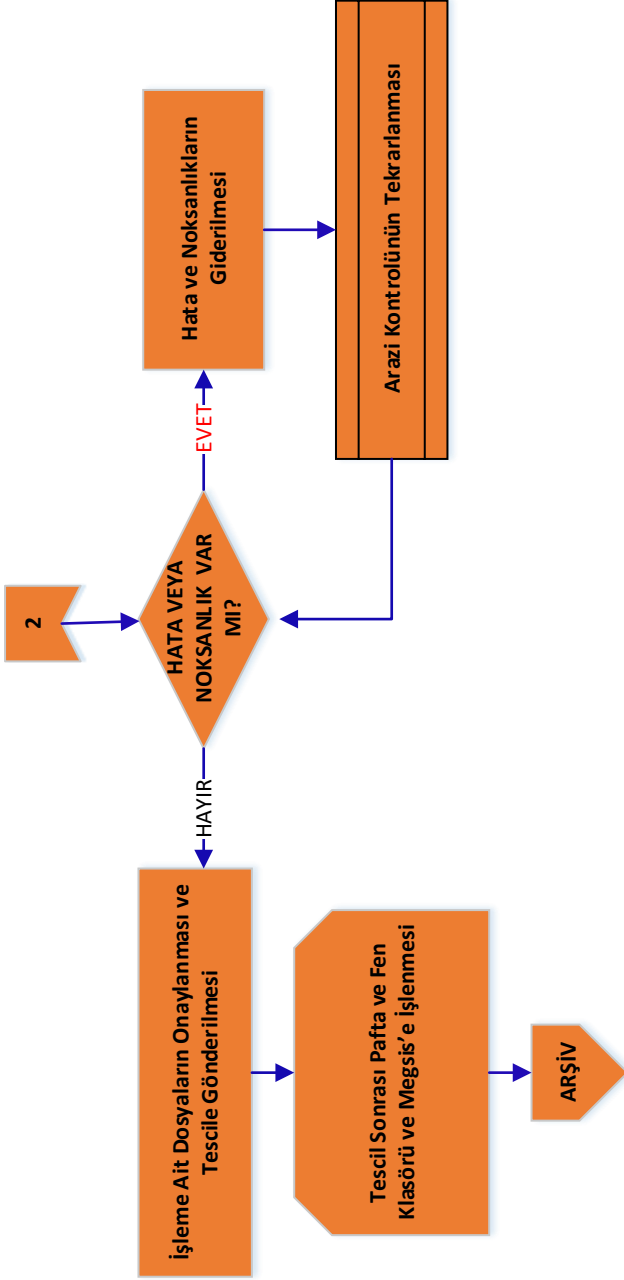 2
HATA VEYA
NOKSANLIK VAR
MI?
EVET
Hata ve Noksanlıkların
Giderilmesi
Arazi Kontrolünün Tekrarlanması
HAYIR
İşleme Ait Dosyaların Onaylanması ve
Tescile Gönderilmesi
Tescil Sonrası Pafta ve Fen
Klasörü ve Megsis’e İşlenmesi
ARŞİV